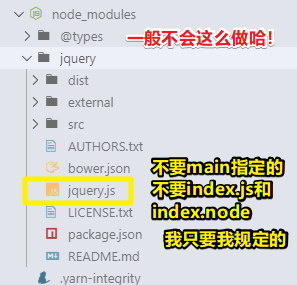 node_modules
@types
一般不会这么做哈！
jquery
dist
external
src
AUTHORS.txt
bower.json
不要main指定的
jquery.js
不要index.js和
LICENSE.txt
index.node
package.json
我只要我规定的
README.md
.yarn-integrity